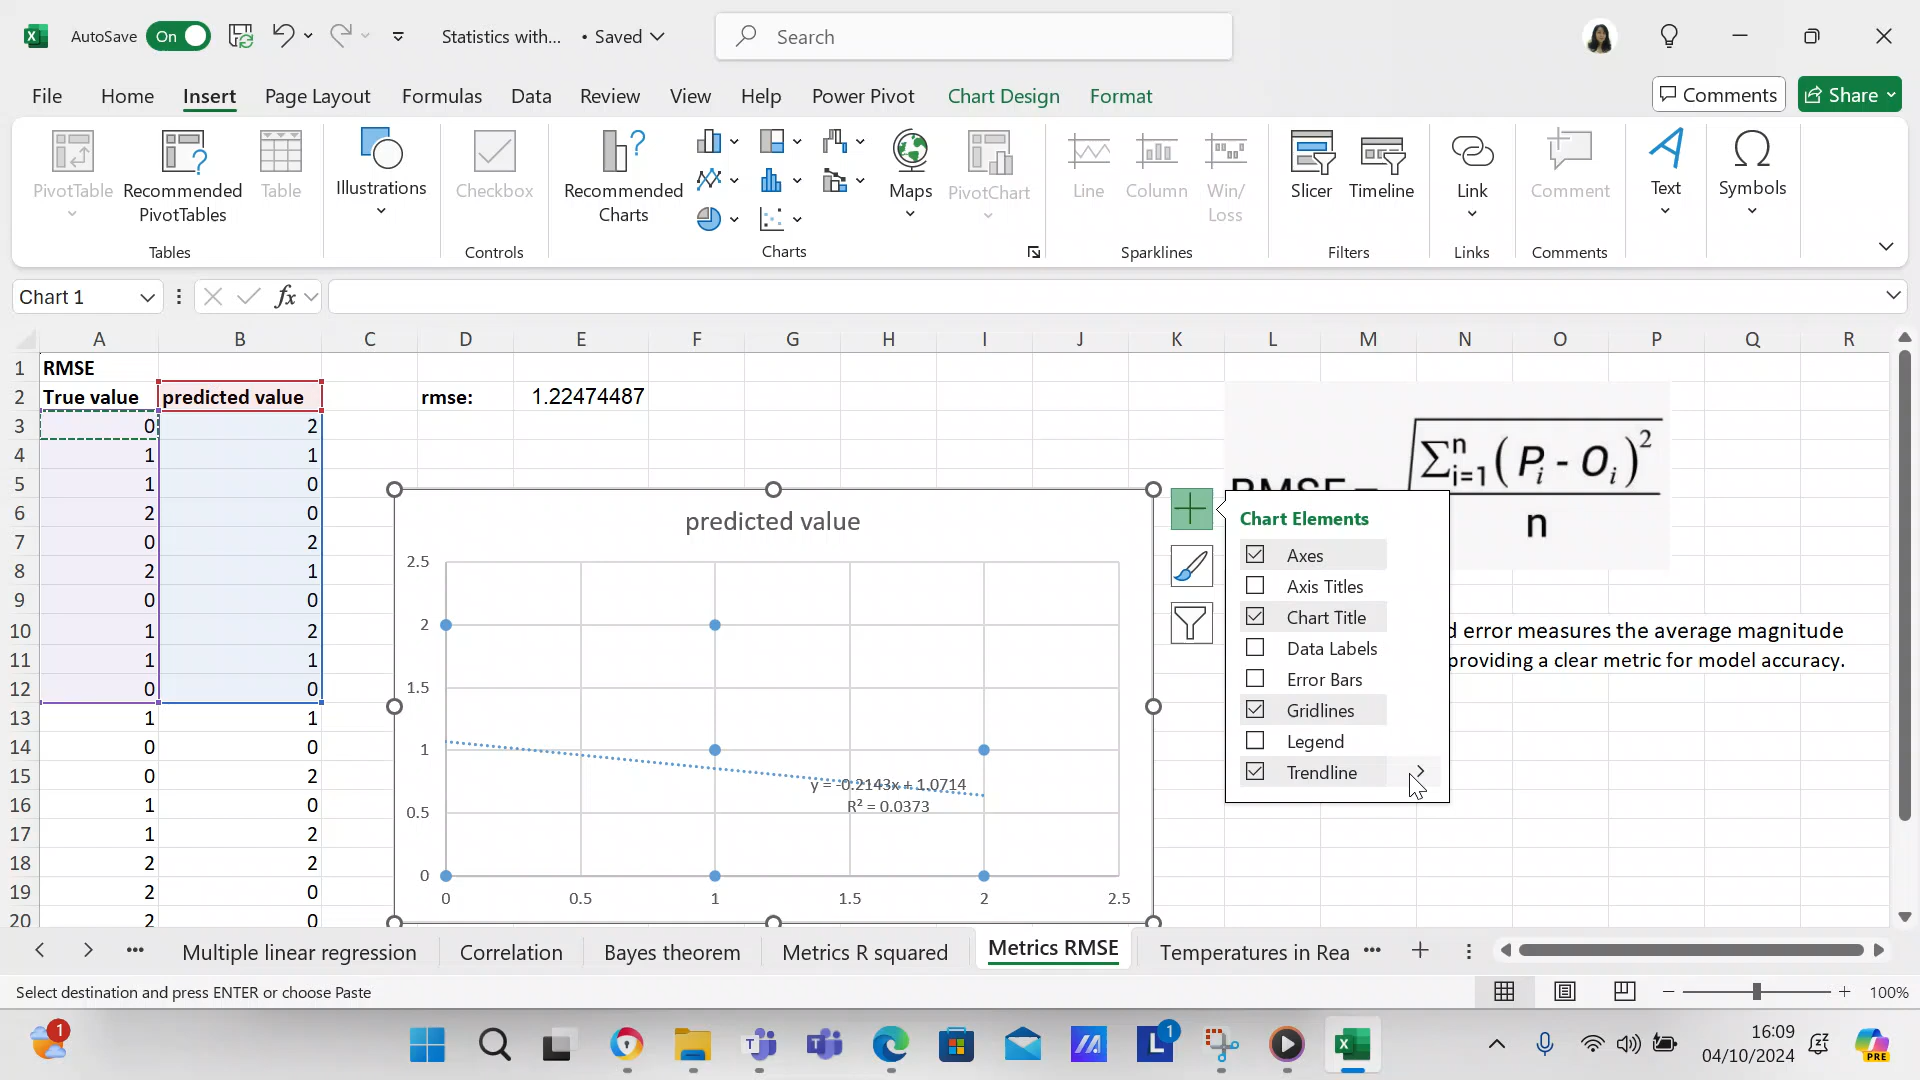 AutoSave On Statistics with... • Saved Search
File Home Insert Page Layout Formulas Data Review View Help Power Pivot Chart Design Format Comments Share
PivotTable Recommended PivotTables Table Illustrations Checkbox Recommended Charts Maps PivotChart Line Column Win/Loss Slicer Timeline Link Comment Text Symbols
Tables Controls Charts Sparklines Filters Links Comments
Chart 1 fx
A B C D E F G H I J K L M N O P Q R
1 RMSE
2 True value predicted value rmse: 1.22474487
3 0 2
4 1 1
5 1 0
6 2 0
7 0 2
8 2 1
9 0 0
10 1 2
11 1 1
12 0 0
13 1 1
14 0 0
15 0 2
16 1 0
17 1 2
18 2 2
19 2 0
20 2 0
predicted value
2.5
2
1.5
1
0.5
0
0 0.5 1 1.5 2 2.5
y = -0.2143x + 1.0714
R² = 0.0373
Chart Elements
Axes
Axis Titles
Chart Title
Data Labels
Error Bars
Gridlines
Legend
Trendline
RMSE = √ Σⁿi=1 (Pi - Oi)² / n
d error measures the average magnitude
providing a clear metric for model accuracy.
... Multiple linear regression Correlation Bayes theorem Metrics R squared Metrics RMSE Temperatures in Rea ...
Select destination and press ENTER or choose Paste 100%
1 1 16:09
04/10/2024 PRE